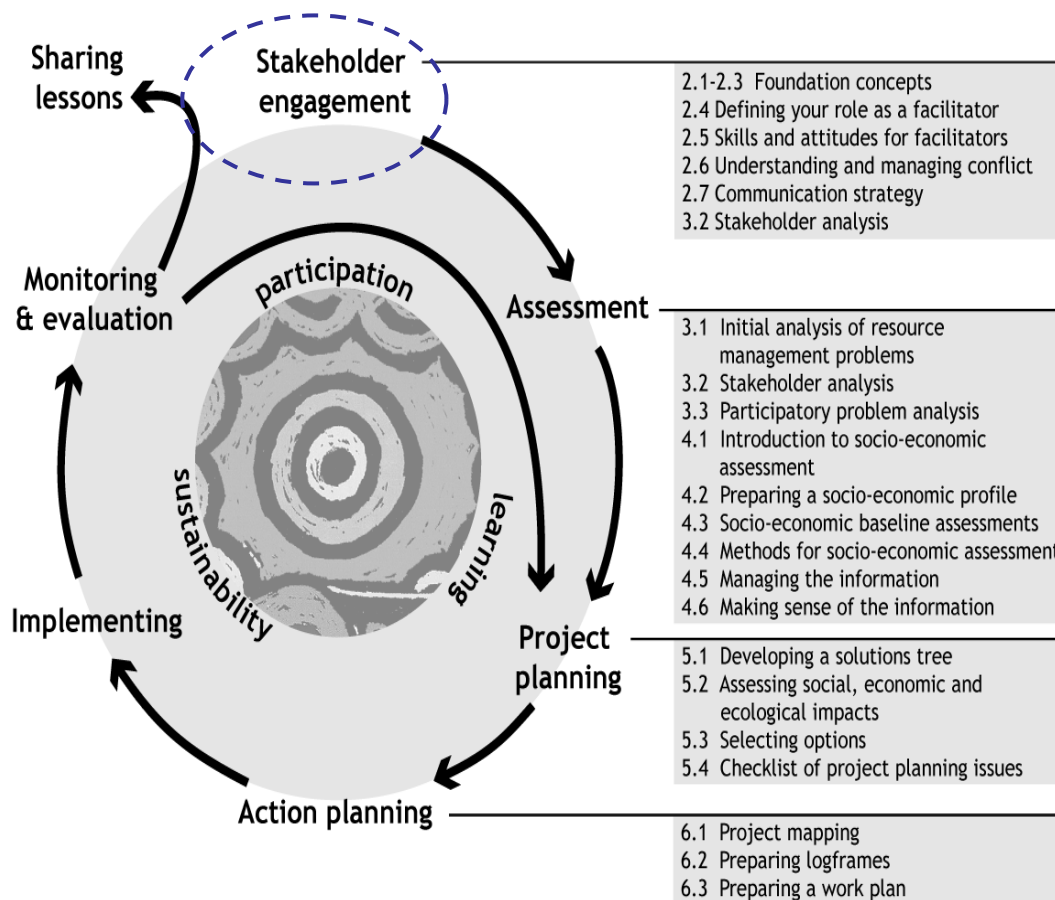 Sharing
lessons
Stakeholder
engagement
2.1-2.3 Foundation concepts
2.4 Defining your role as a facilitator
2.5 Skills and attitudes for facilitators
2.6 Understanding and managing conflict
2.7 Communication strategy
3.2 Stakeholder analysis
Monitoring
& evaluation
participation
Assessment
3.1 Initial analysis of resource
management problems
3.2 Stakeholder analysis
3.3 Participatory problem analysis
4.1 Introduction to socio-economic
assessment
4.2 Preparing a socio-economic profile
4.3 Socio-economic baseline assessments
4.4 Methods for socio-economic assessment
4.5 Managing the information
4.6 Making sense of the information
sustainability
learning
Implementing
Project
planning
5.1 Developing a solutions tree
5.2 Assessing social, economic and
ecological impacts
5.3 Selecting options
5.4 Checklist of project planning issues
Action planning
6.1 Project mapping
6.2 Preparing logframes
6.3 Preparing a work plan